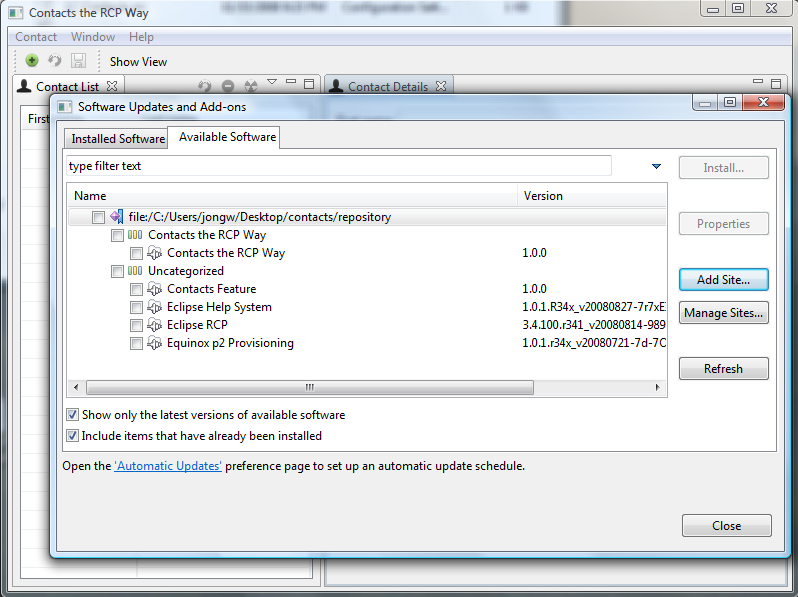 Contacts the RCP Way
Contact Window Help
Show View
Contact List
Contact Details
First
Software Updates and Add-ons
Installed Software
Available Software
type filter text
Install...
Name Version
Properties
file:/C:/Users/jongw/Desktop/contacts/repository
Contacts the RCP Way
Contacts the RCP Way 1.0.0
Uncategorized
Add Site...
Contacts Feature 1.0.0
Eclipse Help System 1.0.1.R34x_v20080827-7r7xE
Manage Sites...
Eclipse RCP 3.4.100.r341_v20080814-989
Equinox p2 Provisioning 1.0.1.r34x_v20080721-7d-7C
Refresh
Show only the latest versions of available software
Include items that have already been installed
Open the 'Automatic Updates' preference page to set up an automatic update schedule.
Close